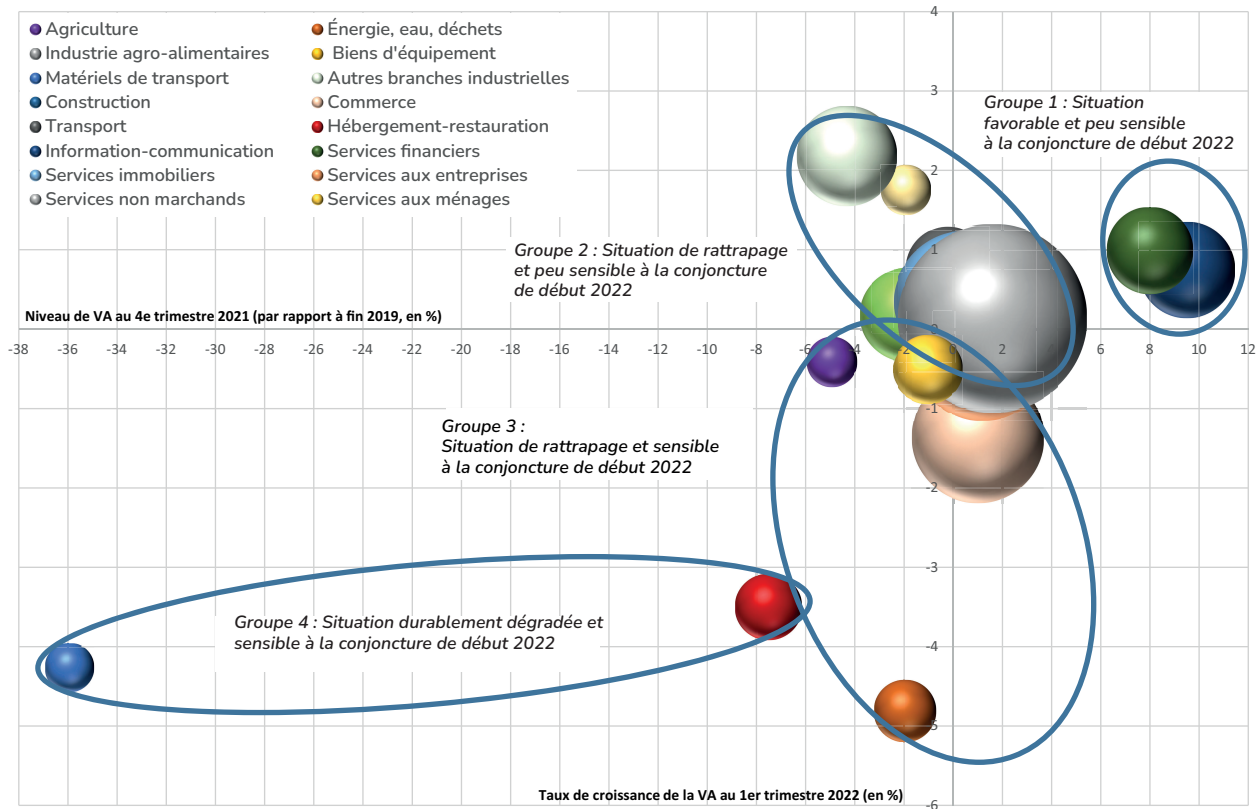 Agriculture
Énergie, eau, déchets
Industrie agro-alimentaires
Biens d'équipement
Matériels de transport
Autres branches industrielles
Construction
Commerce
Transport
Hébergement-restauration
Information-communication
Services financiers
Services immobiliers
Services aux entreprises
Services non marchands
Services aux ménages
4
3
Groupe 1 : Situation
favorable et peu sensible
à la conjoncture de début 2022
2
Groupe 2 : Situation de rattrapage
et peu sensible à la conjoncture
de début 2022
1
Niveau de VA au 4e trimestre 2021 (par rapport à fin 2019, en %)
0
-38 -36 -34 -32 -30 -28 -26 -24 -22 -20 -18 -16 -14 -12 -10 -8 -6 -4 -2 0 2 4 6 8 10 12
-1
Groupe 3 :
Situation de rattrapage et sensible
à la conjoncture de début 2022
-2
-3
Groupe 4 : Situation durablement dégradée et
sensible à la conjoncture de début 2022
-4
-5
Taux de croissance de la VA au 1er trimestre 2022 (en %)
-6